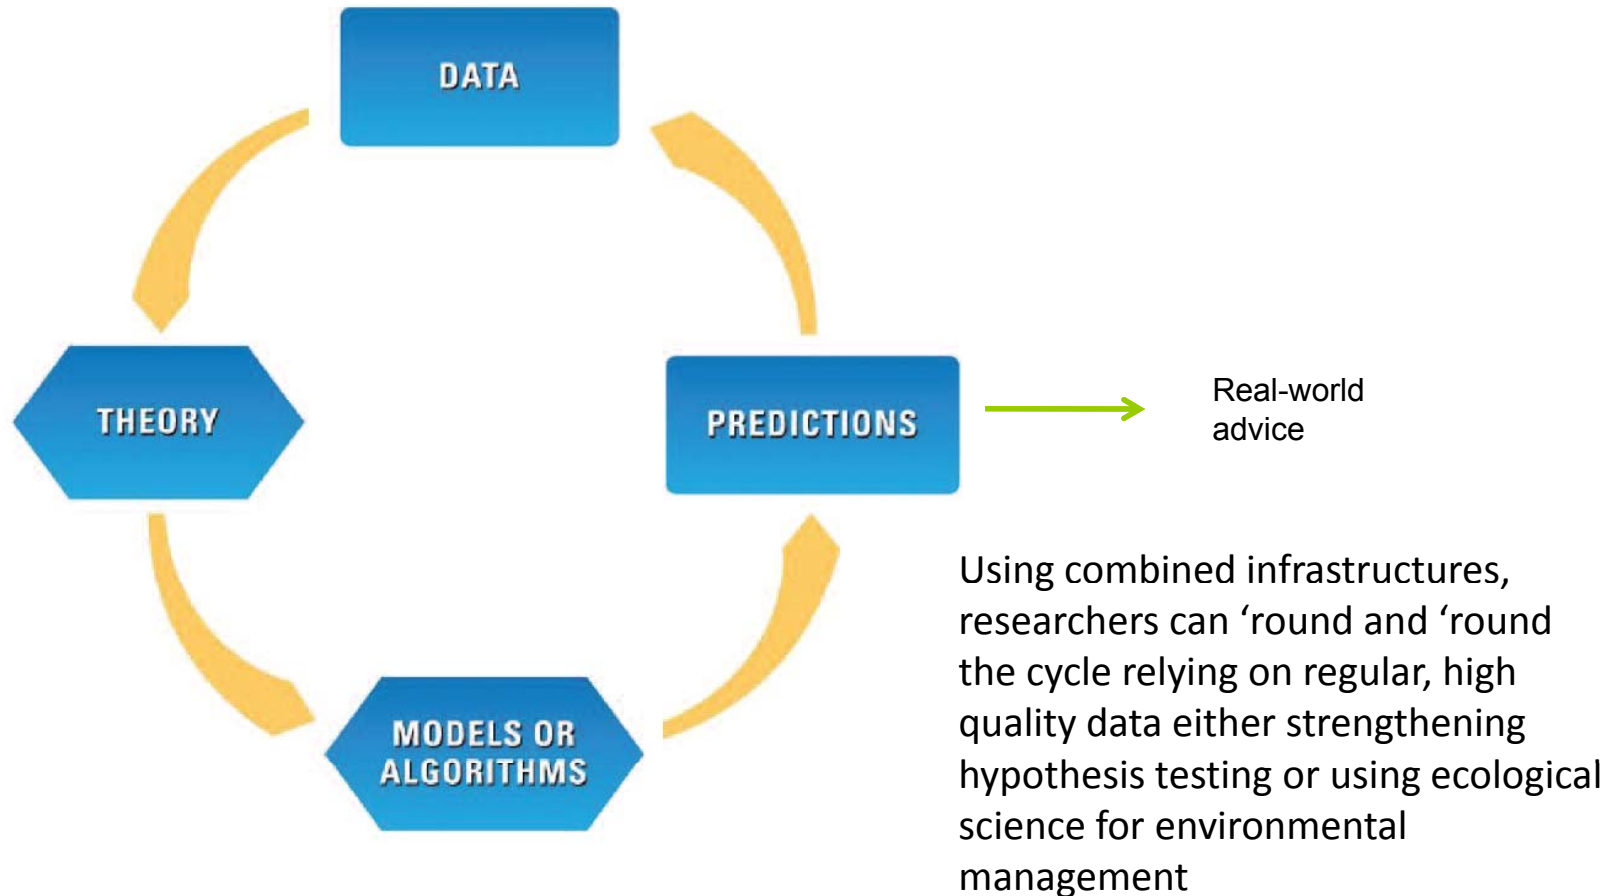 DATA
THEORY
PREDICTIONS
Real-world
advice
MODELS OR
ALGORITHMS
Using combined infrastructures,
researchers can ‘round and ‘round
the cycle relying on regular, high
quality data either strengthening
hypothesis testing or using ecological
science for environmental
management